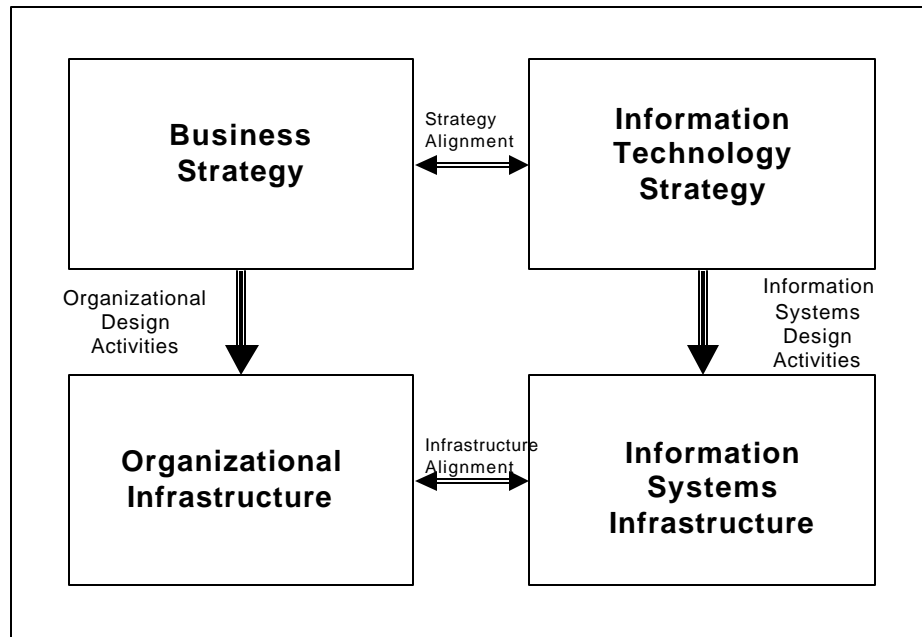 Business
Strategy
Strategy
Alignment
Information
Technology
Strategy
Organizational
Design
Activities
Information
Systems
Design
Activities
Organizational
Infrastructure
Infrastructure
Alignment
Information
Systems
Infrastructure